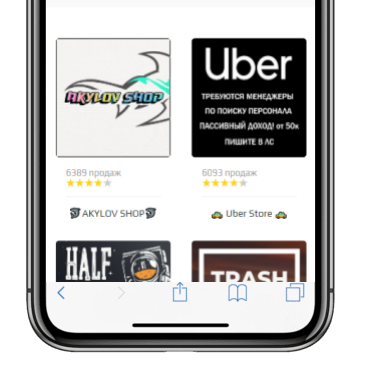 AKYLOV SHOP
Uber
ТРЕБУЮТСЯ МЕНЕДЖЕРЫ
ПО ПОИСКУ ПЕРСОНАЛА
ПАССИВНЫЙ ДОХОД! от 50к
ПИШИТЕ В ЛС
6389 продаж
6093 продаж
AKYLOV SHOP
Uber Store
HALF
TRASH